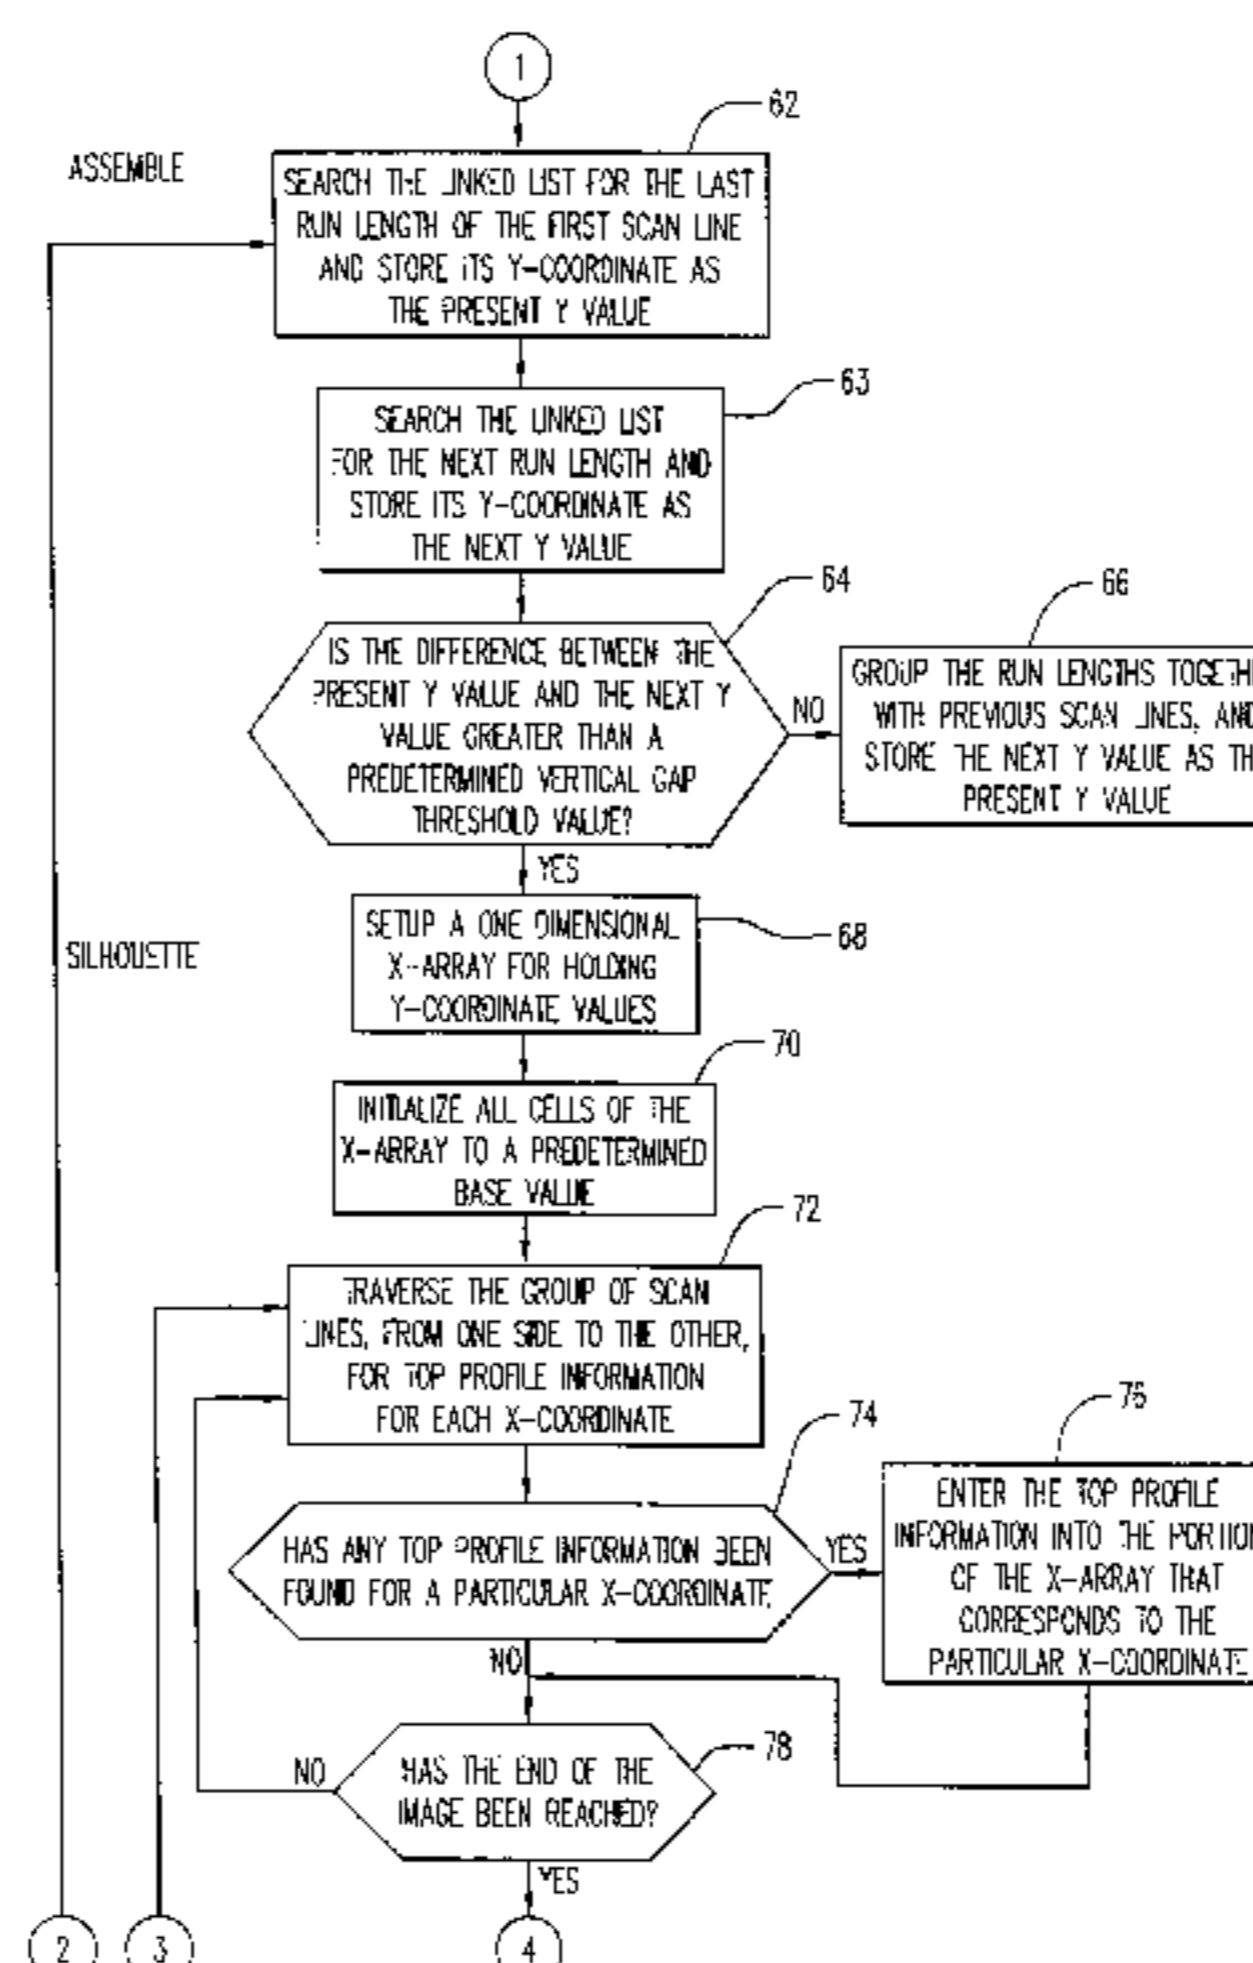 1
62
ASSEMBLE
SEARCH THE LINKED LIST FOR THE LAST
RUN LENGTH OF THE FIRST SCAN LINE
AND STORE ITS Y-COORDINATE AS
THE PRESENT Y VALUE
63
SEARCH THE LINKED LIST
FOR THE NEXT RUN LENGTH AND
STORE ITS Y-COORDINATE AS
THE NEXT Y VALUE
64
IS THE DIFFERENCE BETWEEN THE
PRESENT Y VALUE AND THE NEXT Y
VALUE GREATER THAN A
PREDETERMINED VERTICAL GAP
THRESHOLD VALUE?
NO
66
GROUP THE RUN LENGTHS TOGETHE
WITH PREVIOUS SCAN LINES, AND
STORE THE NEXT Y VALUE AS TH
PRESENT Y VALUE
YES
SILHOUETTE
SETUP A ONE DIMENSIONAL
X-ARRAY FOR HOLDING
Y-COORDINATE VALUES
68
70
INITIALIZE ALL CELLS OF THE
X-ARRAY TO A PREDETERMINED
BASE VALUE
72
TRAVERSE THE GROUP OF SCAN
LINES, FROM ONE SIDE TO THE OTHER,
FOR TOP PROFILE INFORMATION
FOR EACH X-COORDINATE
74
HAS ANY TOP PROFILE INFORMATION BEEN
FOUND FOR A PARTICULAR X-COORDINATE
YES
76
ENTER THE TOP PROFILE
INFORMATION INTO THE PORTION
OF THE X-ARRAY THAT
CORRESPONDS TO THE
PARTICULAR X-COORDINATE
NO
78
HAS THE END OF THE
IMAGE BEEN REACHED?
NO
YES
2
3
4